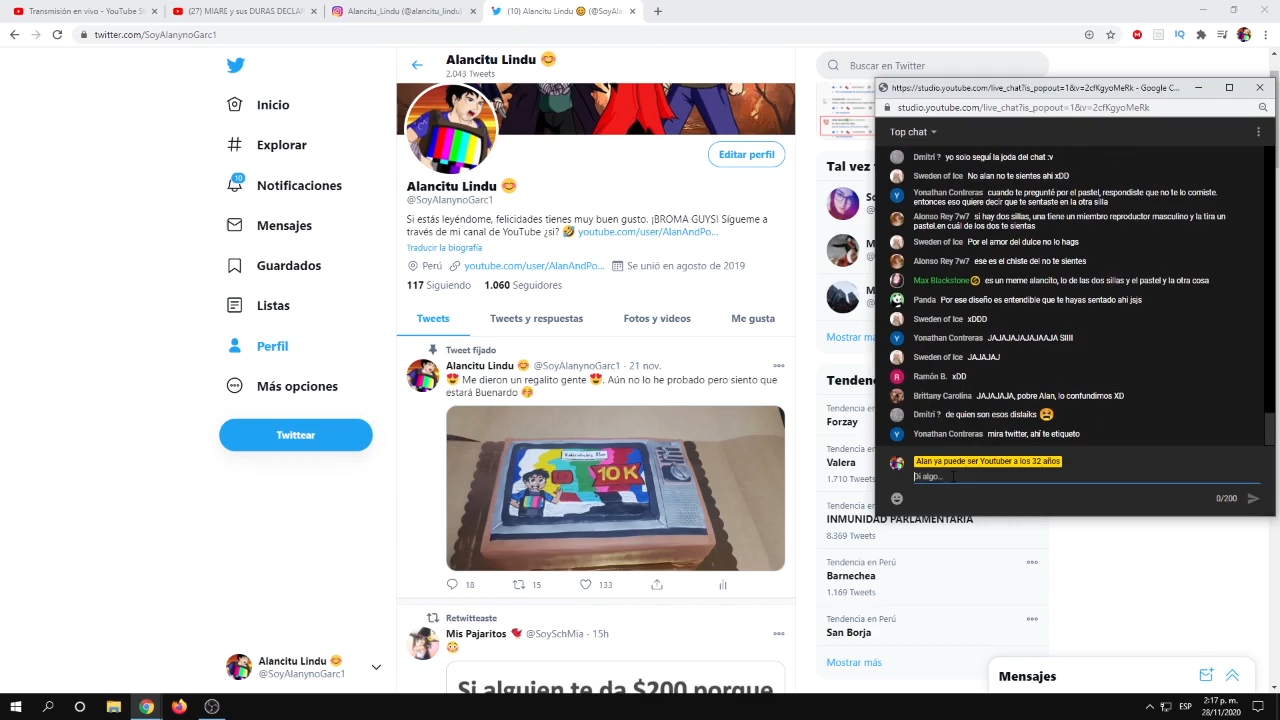 Transmisión en vivo - YouTube S
(27) MIARE y sus DURAS DECLAR
Alancitu_Lindu (@alancitu_lindu)
(10) Alancitu Lindu 😊 (@SoyAla
twitter.com/SoyAlanynoGarc1
Inicio
Explorar
10
Notificaciones
Mensajes
Guardados
Listas
Perfil
Más opciones
Twittear
Alancitu Lindu 😊
@SoyAlanynoGarc1
Alancitu Lindu 😊
2.043 Tweets
Editar perfil
Alancitu Lindu 😊
@SoyAlanynoGarc1
Si estás leyéndome, felicidades tienes muy buen gusto. ¡BROMA GUYS! Sígueme a
través de mi canal de YouTube ¿si? 🤣 youtube.com/user/AlanAndPo...
Traducir la biografía
Perú youtube.com/user/AlanAndPo... Se unió en agosto de 2019
117 Siguiendo 1.060 Seguidores
Tweets Tweets y respuestas Fotos y videos Me gusta
Tweet fijado
Alancitu Lindu 😊 @SoyAlanynoGarc1 · 21 nov.
😍 Me dieron un regalito gente 😍. Aún no lo he probado pero siento que
estará Buenardo 🤭
10K
18 15 133
Retwitteaste
Mis Pajaritos @SoySchMia · 15h
😳
Si alguien te da $200 porque
Buscar en Twitter
Tal vez
Mostrar má
Tendenc
Tendencia en
Forzay
Tendencia en
Valera
1.710 Tweets
INMUNIDAD PARLAMENTARIA
8.369 Tweets
Tendencia en Perú
Barnechea
1.169 Tweets
Tendencia en Perú
San Borja
Mostrar más
Mensajes
https://studio.youtube.com/live_chat?is_popout=1&v=2cfKgyoMeRk - Google C...
studio.youtube.com/live_chat?is_popout=1&v=2cfKgyoMeRk
Top chat
Dmitri ? yo solo seguí la joda del chat :v
Sweden of Ice No alan no te sientes ahi xDD
Yonathan Contreras cuando te pregunté por el pastel, respondiste que no te lo comiste.
entonces eso quiere decir que te sentaste en la otra silla
Alonso Rey 7w7 si hay dos sillas, una tiene un miembro reproductor masculino y la tira un
pastel.en cuál de los dos te sientas
Sweden of Ice Por el amor del dulce no lo hags
Alonso Rey 7w7 ese es el chiste del no te sientes
Max Blackstone es un meme alancito, lo de las dos sillas y el pastel y la otra cosa
Panda Por ese diseño es entendible que te hayas sentado ahi jsjs
Sweden of Ice xDDD
Yonathan Contreras JAJAJAJAJAJAAJA SIIII
Sweden of Ice JAJAJAJ
Ramón B. xDD
Brittany Carolina JAJAJAJA, pobre Alan, lo confundimos XD
Dmitri ? de quien son esos dislaiks 😫
Yonathan Contreras mira twitter, ahí te etiqueto
Alan ya puede ser Youtuber a los 32 años
Di algo...
0/200
ESP
2:17 p. m.
28/11/2020